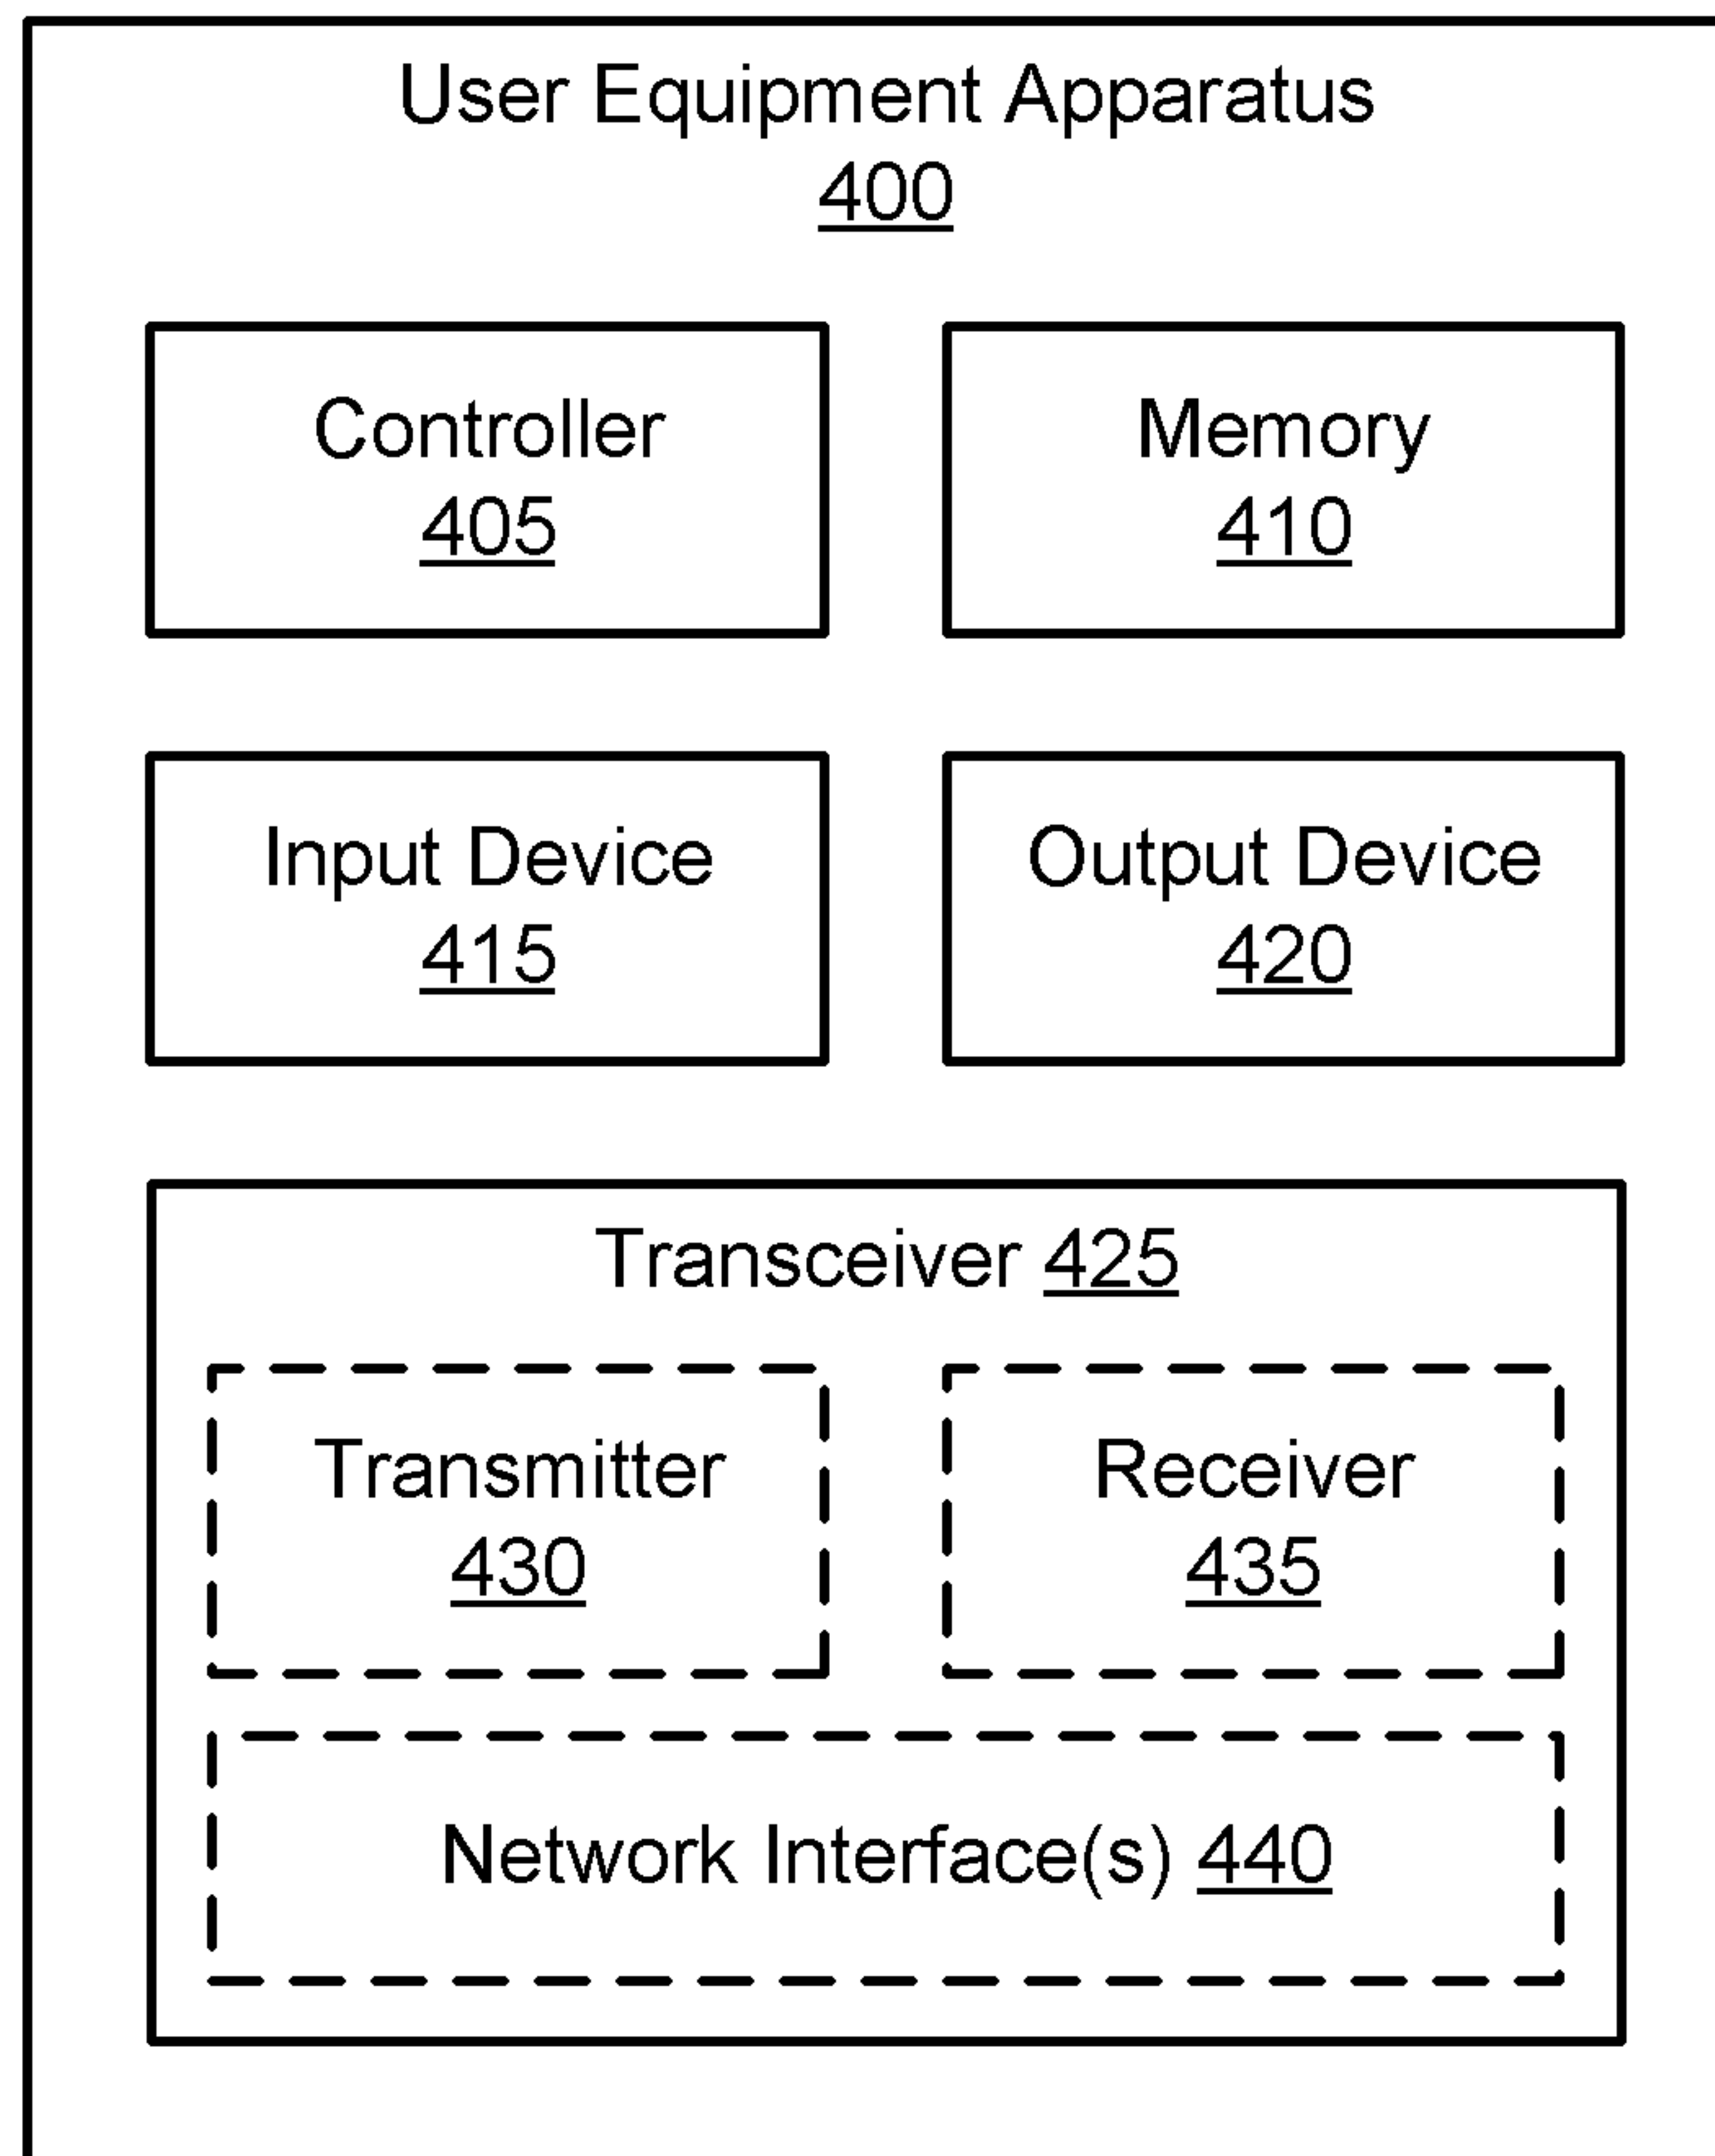 User Equipment Apparatus
400
Controller
405
Memory
410
Input Device
415
Output Device
420
Transceiver 425
Transmitter
430
Receiver
435
Network Interface(s) 440